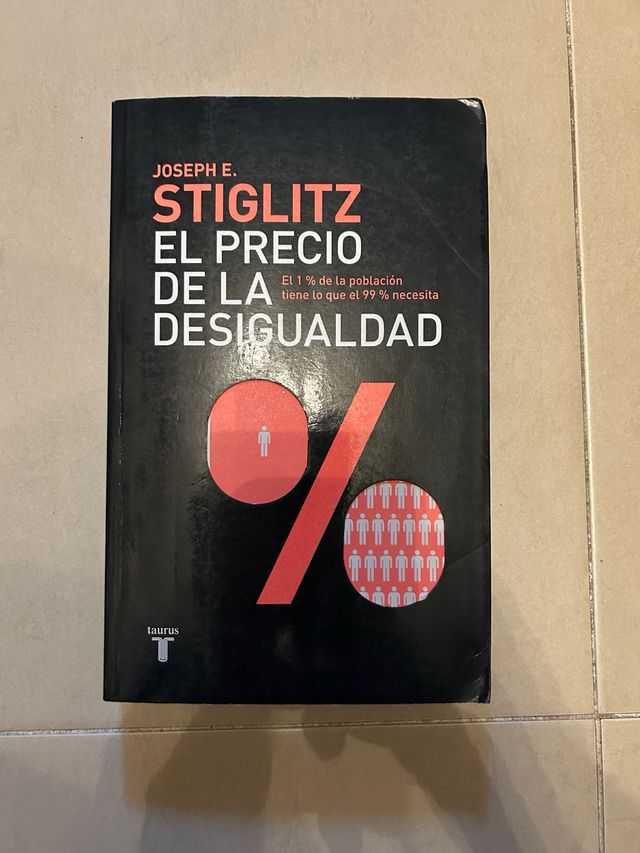 JOSEPH E.
STIGLITZ
EL PRECIO
DE LA
El 1 % de la población
tiene lo que el 99 % necesita
DESIGUALDAD
%
taurus
T